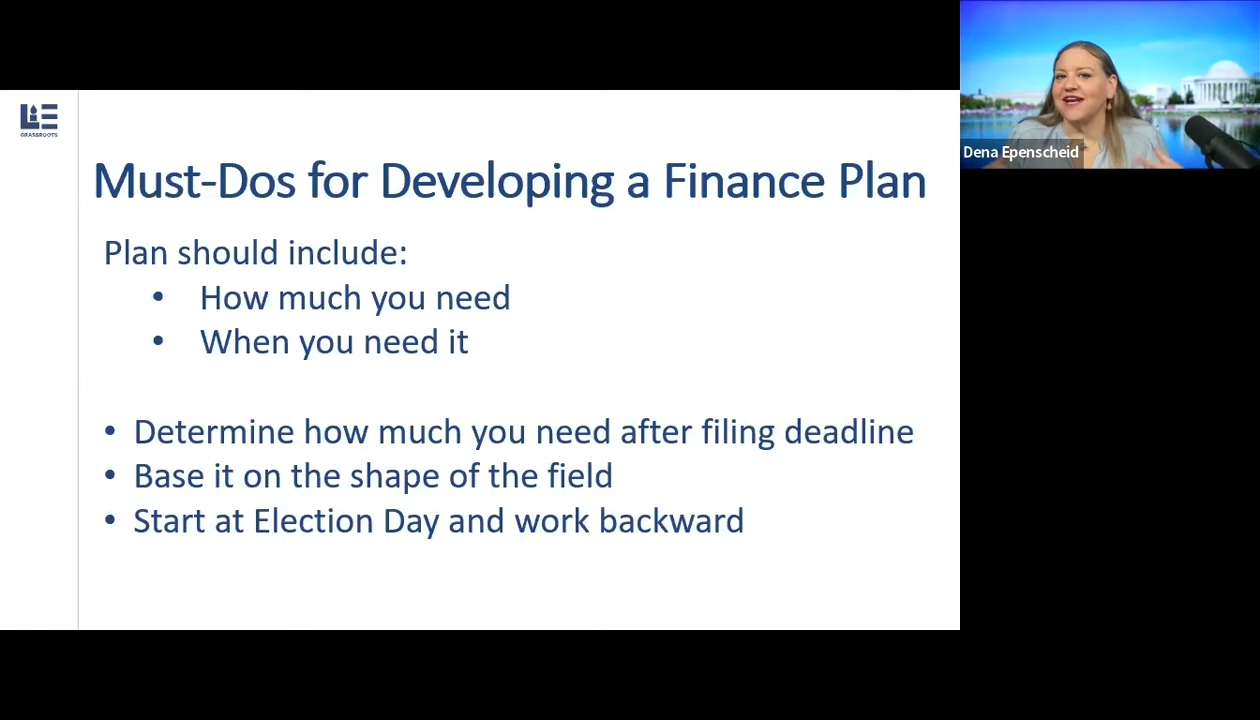 LE
GRASSROOTS
Must-Dos for Developing a Finance Plan
Plan should include:
• How much you need
• When you need it
• Determine how much you need after filing deadline
• Base it on the shape of the field
• Start at Election Day and work backward
Dena Epenscheid